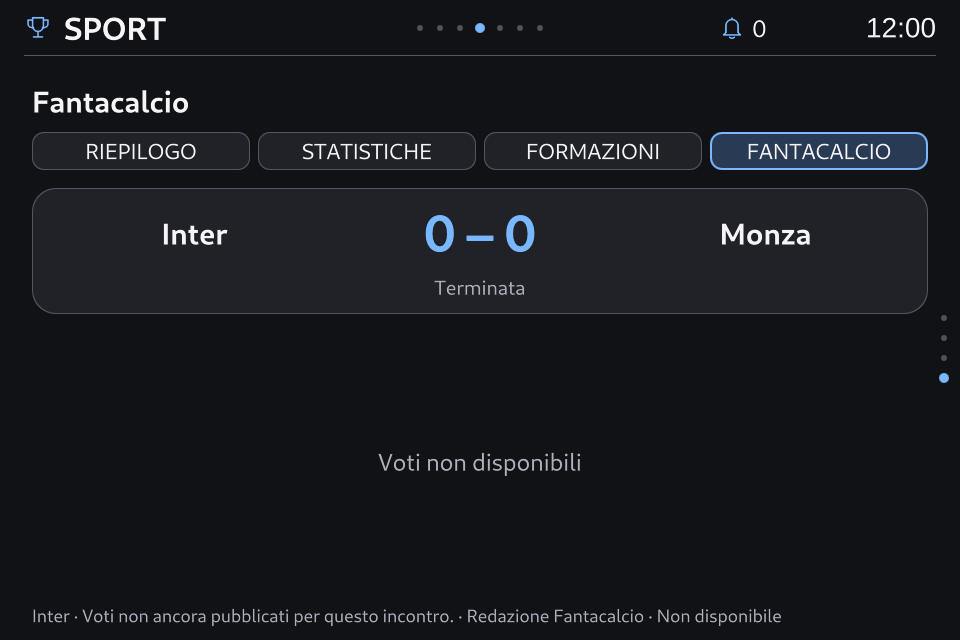 SPORT
0
12:00
Fantacalcio
RIEPILOGO
STATISTICHE
FORMAZIONI
FANTACALCIO
Inter
0 – 0
Monza
Terminata
Voti non disponibili
Inter · Voti non ancora pubblicati per questo incontro. · Redazione Fantacalcio · Non disponibile